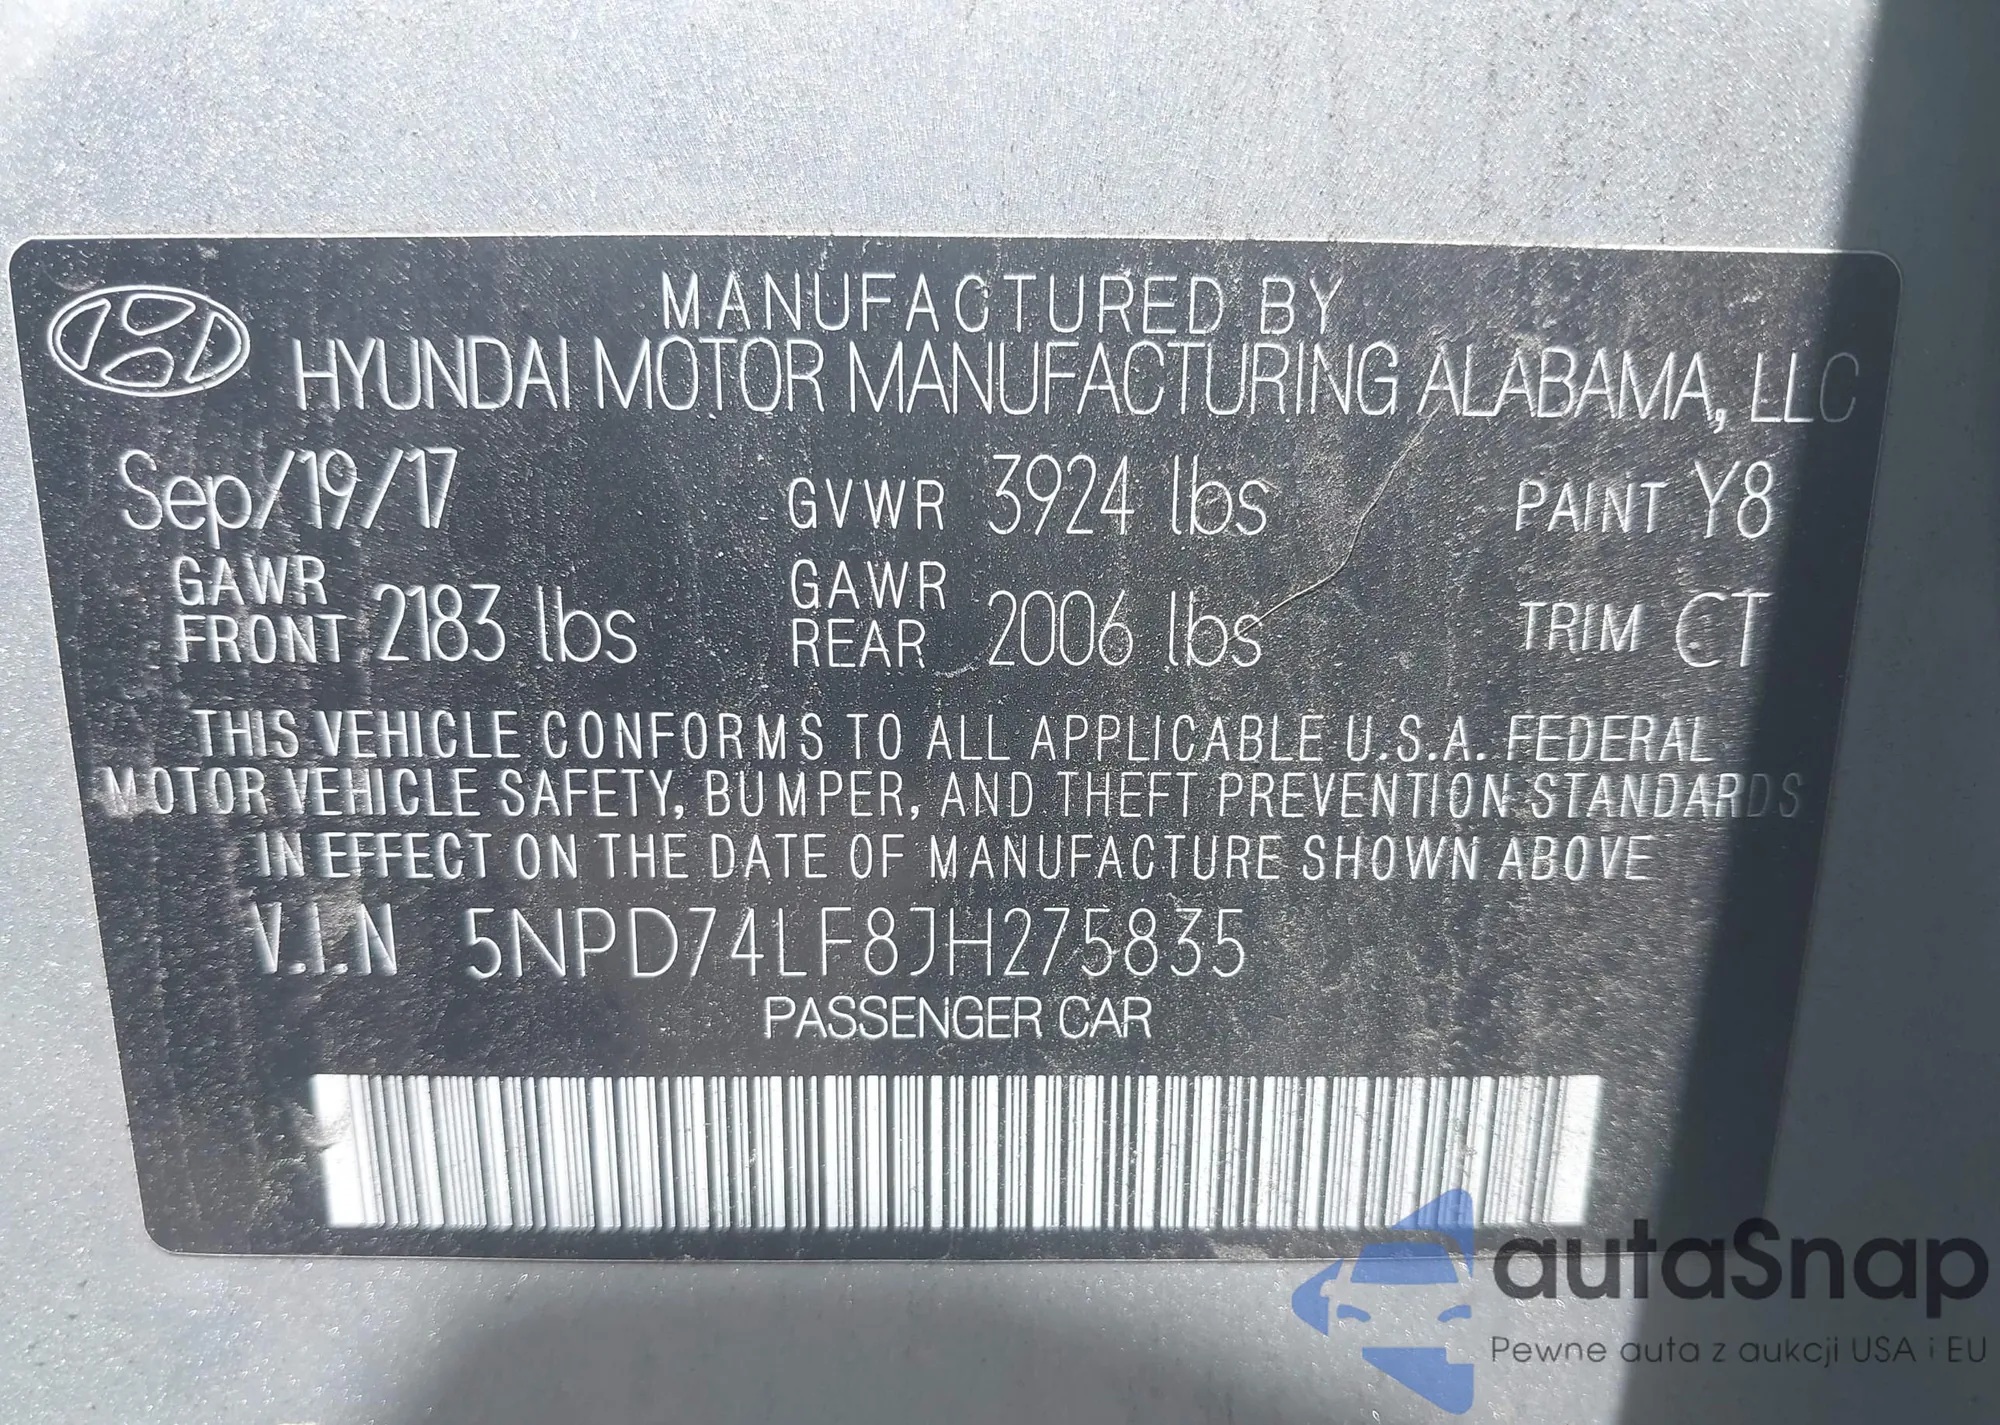 MANUFACTURED BY
HYUNDAI MOTOR MANUFACTURING ALABAMA, LLC
Sep/19/17 GVWR 3924 lbs PAINT Y8
GAWR FRONT 2183 lbs GAWR REAR 2006 lbs TRIM CT
THIS VEHICLE CONFORMS TO ALL APPLICABLE U.S.A. FEDERAL
MOTOR VEHICLE SAFETY, BUMPER, AND THEFT PREVENTION STANDARDS
IN EFFECT ON THE DATE OF MANUFACTURE SHOWN ABOVE
V.I.N 5NPD74LF8JH275835
PASSENGER CAR
autaSnap
Pewne auta z aukcji USA i EU